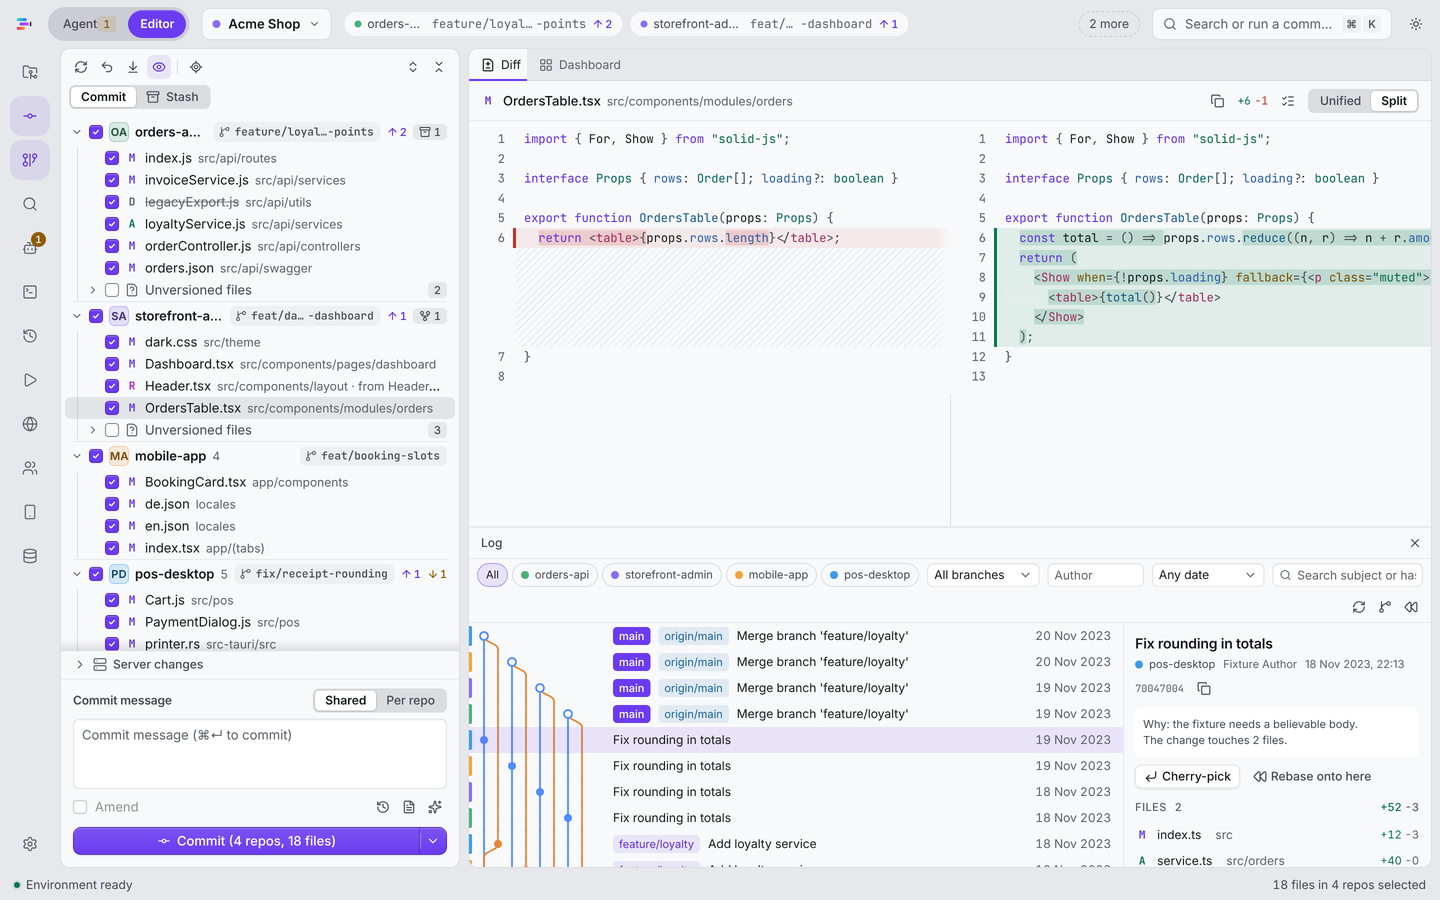 Agent 1 Editor Acme Shop orders-... feature/loyal... -points ↑ 2 storefront-ad... feat/... -dashboard ↑ 1 2 more Search or run a comm... ⌘ K
Commit Stash
OA orders-a... feature/loyal...-points ↑ 2 1
M index.js src/api/routes
M invoiceService.js src/api/services
D legacyExport.js src/api/utils
A loyaltyService.js src/api/services
M orderController.js src/api/controllers
M orders.json src/api/swagger
Unversioned files 2
SA storefront-a... feat/da... -dashboard ↑ 1 1
M dark.css src/theme
M Dashboard.tsx src/components/pages/dashboard
R Header.tsx src/components/layout · from Header...
M OrdersTable.tsx src/components/modules/orders
Unversioned files 3
MA mobile-app 4 feat/booking-slots
M BookingCard.tsx app/components
M de.json locales
M en.json locales
M index.tsx app/(tabs)
PD pos-desktop 5 fix/receipt-rounding ↑ 1 ↓ 1
M Cart.js src/pos
M PaymentDialog.js src/pos
M printer.rs src-tauri/src
Server changes
Commit message Shared Per repo
Commit message (⌘↵ to commit)
Amend
Commit (4 repos, 18 files)
Diff Dashboard
M OrdersTable.tsx src/components/modules/orders +6 -1 Unified Split
1 import { For, Show } from "solid-js";
2
3 interface Props { rows: Order[]; loading?: boolean }
4
5 export function OrdersTable(props: Props) {
6 return <table>{props.rows.length}</table>;
7 }
8
1 import { For, Show } from "solid-js";
2
3 interface Props { rows: Order[]; loading?: boolean }
4
5 export function OrdersTable(props: Props) {
6 const total = () => props.rows.reduce((n, r) => n + r.amo
7 return (
8 <Show when={!props.loading} fallback={<p class="muted">
9 <table>{total()}</table>
10 </Show>
11 );
12 }
13
Log
All orders-api storefront-admin mobile-app pos-desktop All branches Author Any date Search subject or has
main origin/main Merge branch 'feature/loyalty' 20 Nov 2023
main origin/main Merge branch 'feature/loyalty' 20 Nov 2023
main origin/main Merge branch 'feature/loyalty' 19 Nov 2023
main origin/main Merge branch 'feature/loyalty' 19 Nov 2023
Fix rounding in totals 19 Nov 2023
Fix rounding in totals 19 Nov 2023
Fix rounding in totals 18 Nov 2023
Fix rounding in totals 18 Nov 2023
feature/loyalty Add loyalty service 18 Nov 2023
Fix rounding in totals
pos-desktop Fixture Author 18 Nov 2023, 22:13
70047004
Why: the fixture needs a believable body.
The change touches 2 files.
Cherry-pick Rebase onto here
FILES 2 +52 -3
M index.ts src +12 -3
A service.ts src/orders +40 -0
1
Environment ready
18 files in 4 repos selected